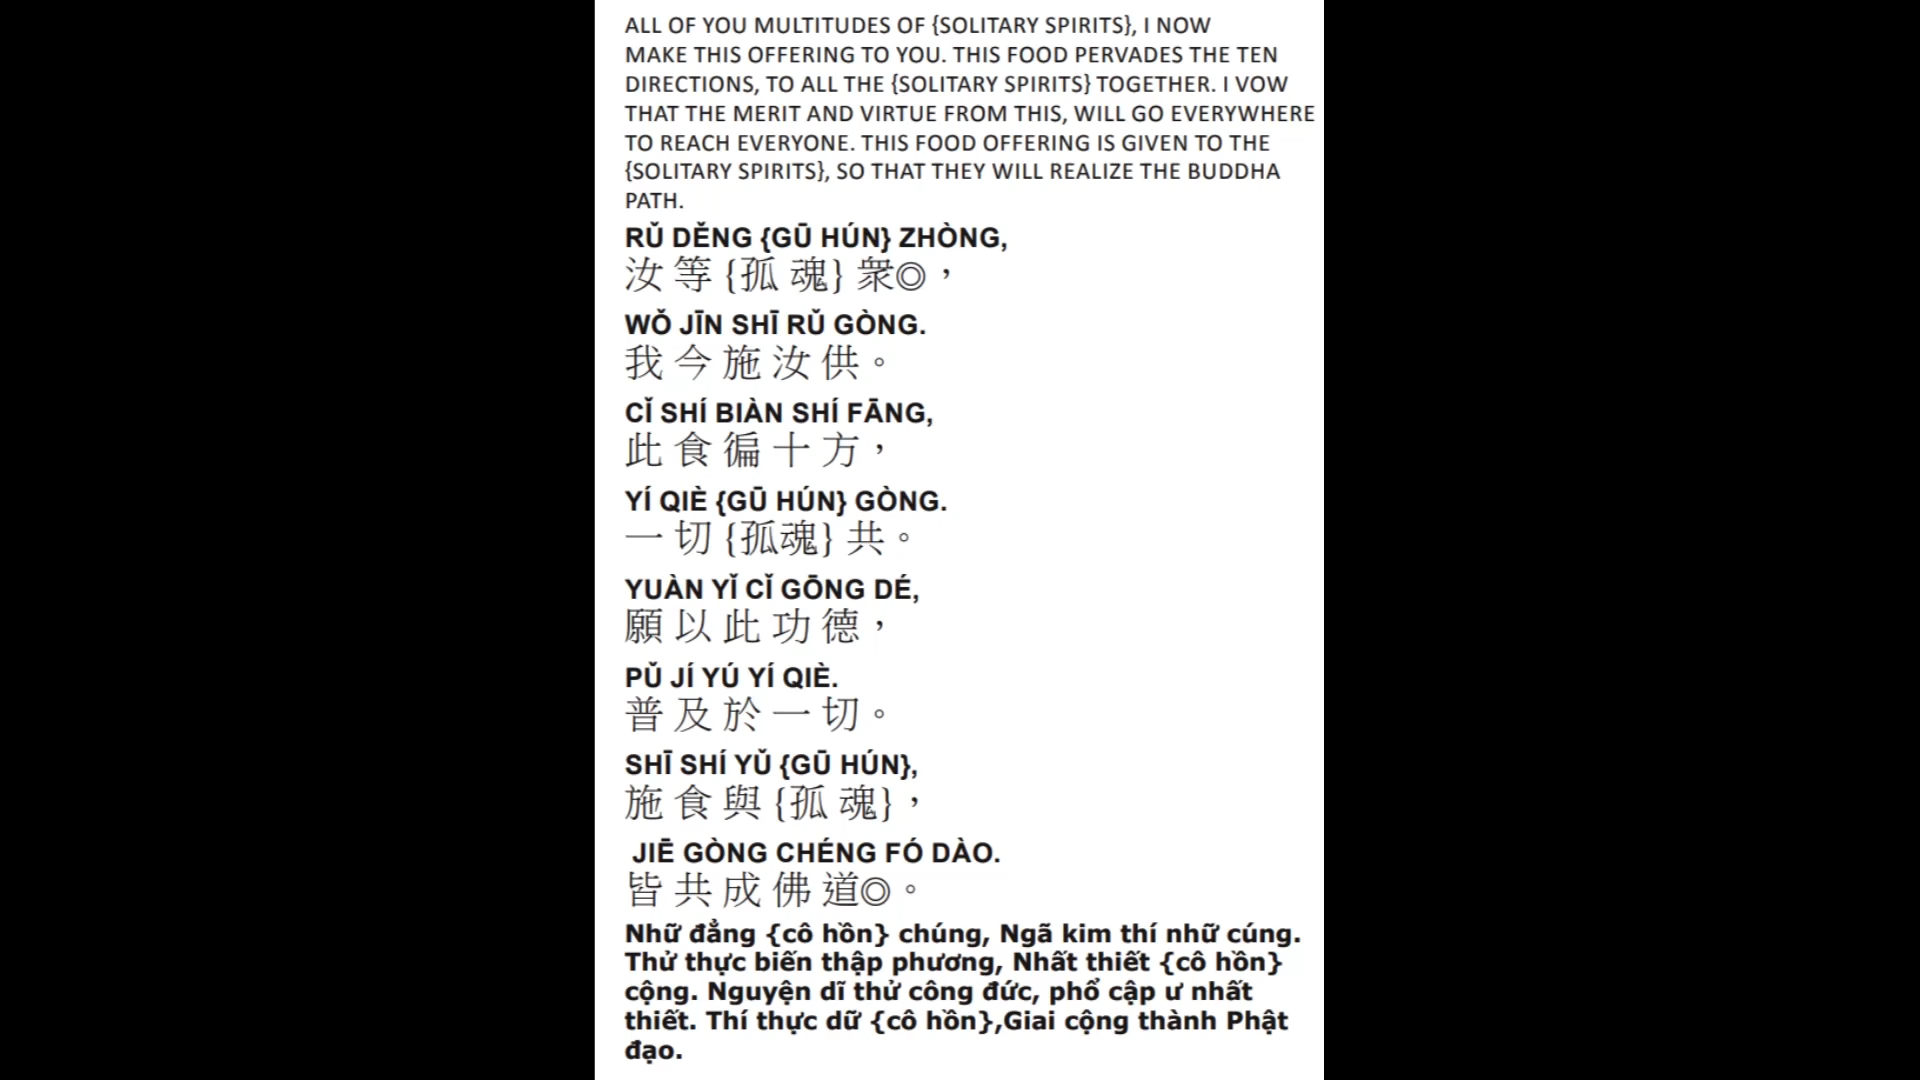 ALL OF YOU MULTITUDES OF {SOLITARY SPIRITS}, I NOW
MAKE THIS OFFERING TO YOU. THIS FOOD PERVADES THE TEN
DIRECTIONS, TO ALL THE {SOLITARY SPIRITS} TOGETHER. I VOW
THAT THE MERIT AND VIRTUE FROM THIS, WILL GO EVERYWHERE
TO REACH EVERYONE. THIS FOOD OFFERING IS GIVEN TO THE
{SOLITARY SPIRITS}, SO THAT THEY WILL REALIZE THE BUDDHA
PATH.
RǓ DĚNG {GŪ HÚN} ZHÒNG,
汝 等 {孤 魂} 衆◎，
WǑ JĪN SHĪ RǓ GÒNG.
我 今 施 汝 供。
CǏ SHÍ BIÀN SHÍ FĀNG,
此 食 徧 十 方，
YÍ QIÈ {GŪ HÚN} GÒNG.
一 切 {孤魂} 共。
YUÀN YǏ CǏ GŌNG DÉ,
願 以 此 功 德，
PǓ JÍ YÚ YÍ QIÈ.
普 及 於 一 切。
SHĪ SHÍ YǓ {GŪ HÚN},
施 食 與 {孤 魂}，
JIĒ GÒNG CHÉNG FÓ DÀO.
皆 共 成 佛 道◎。
Nhữ đẳng {cô hồn} chúng, Ngã kim thí nhữ cúng.
Thử thực biến thập phương, Nhất thiết {cô hồn}
cộng. Nguyện dĩ thử công đức, phổ cập ư nhất
thiết. Thí thực dữ {cô hồn},Giai cộng thành Phật
đạo.